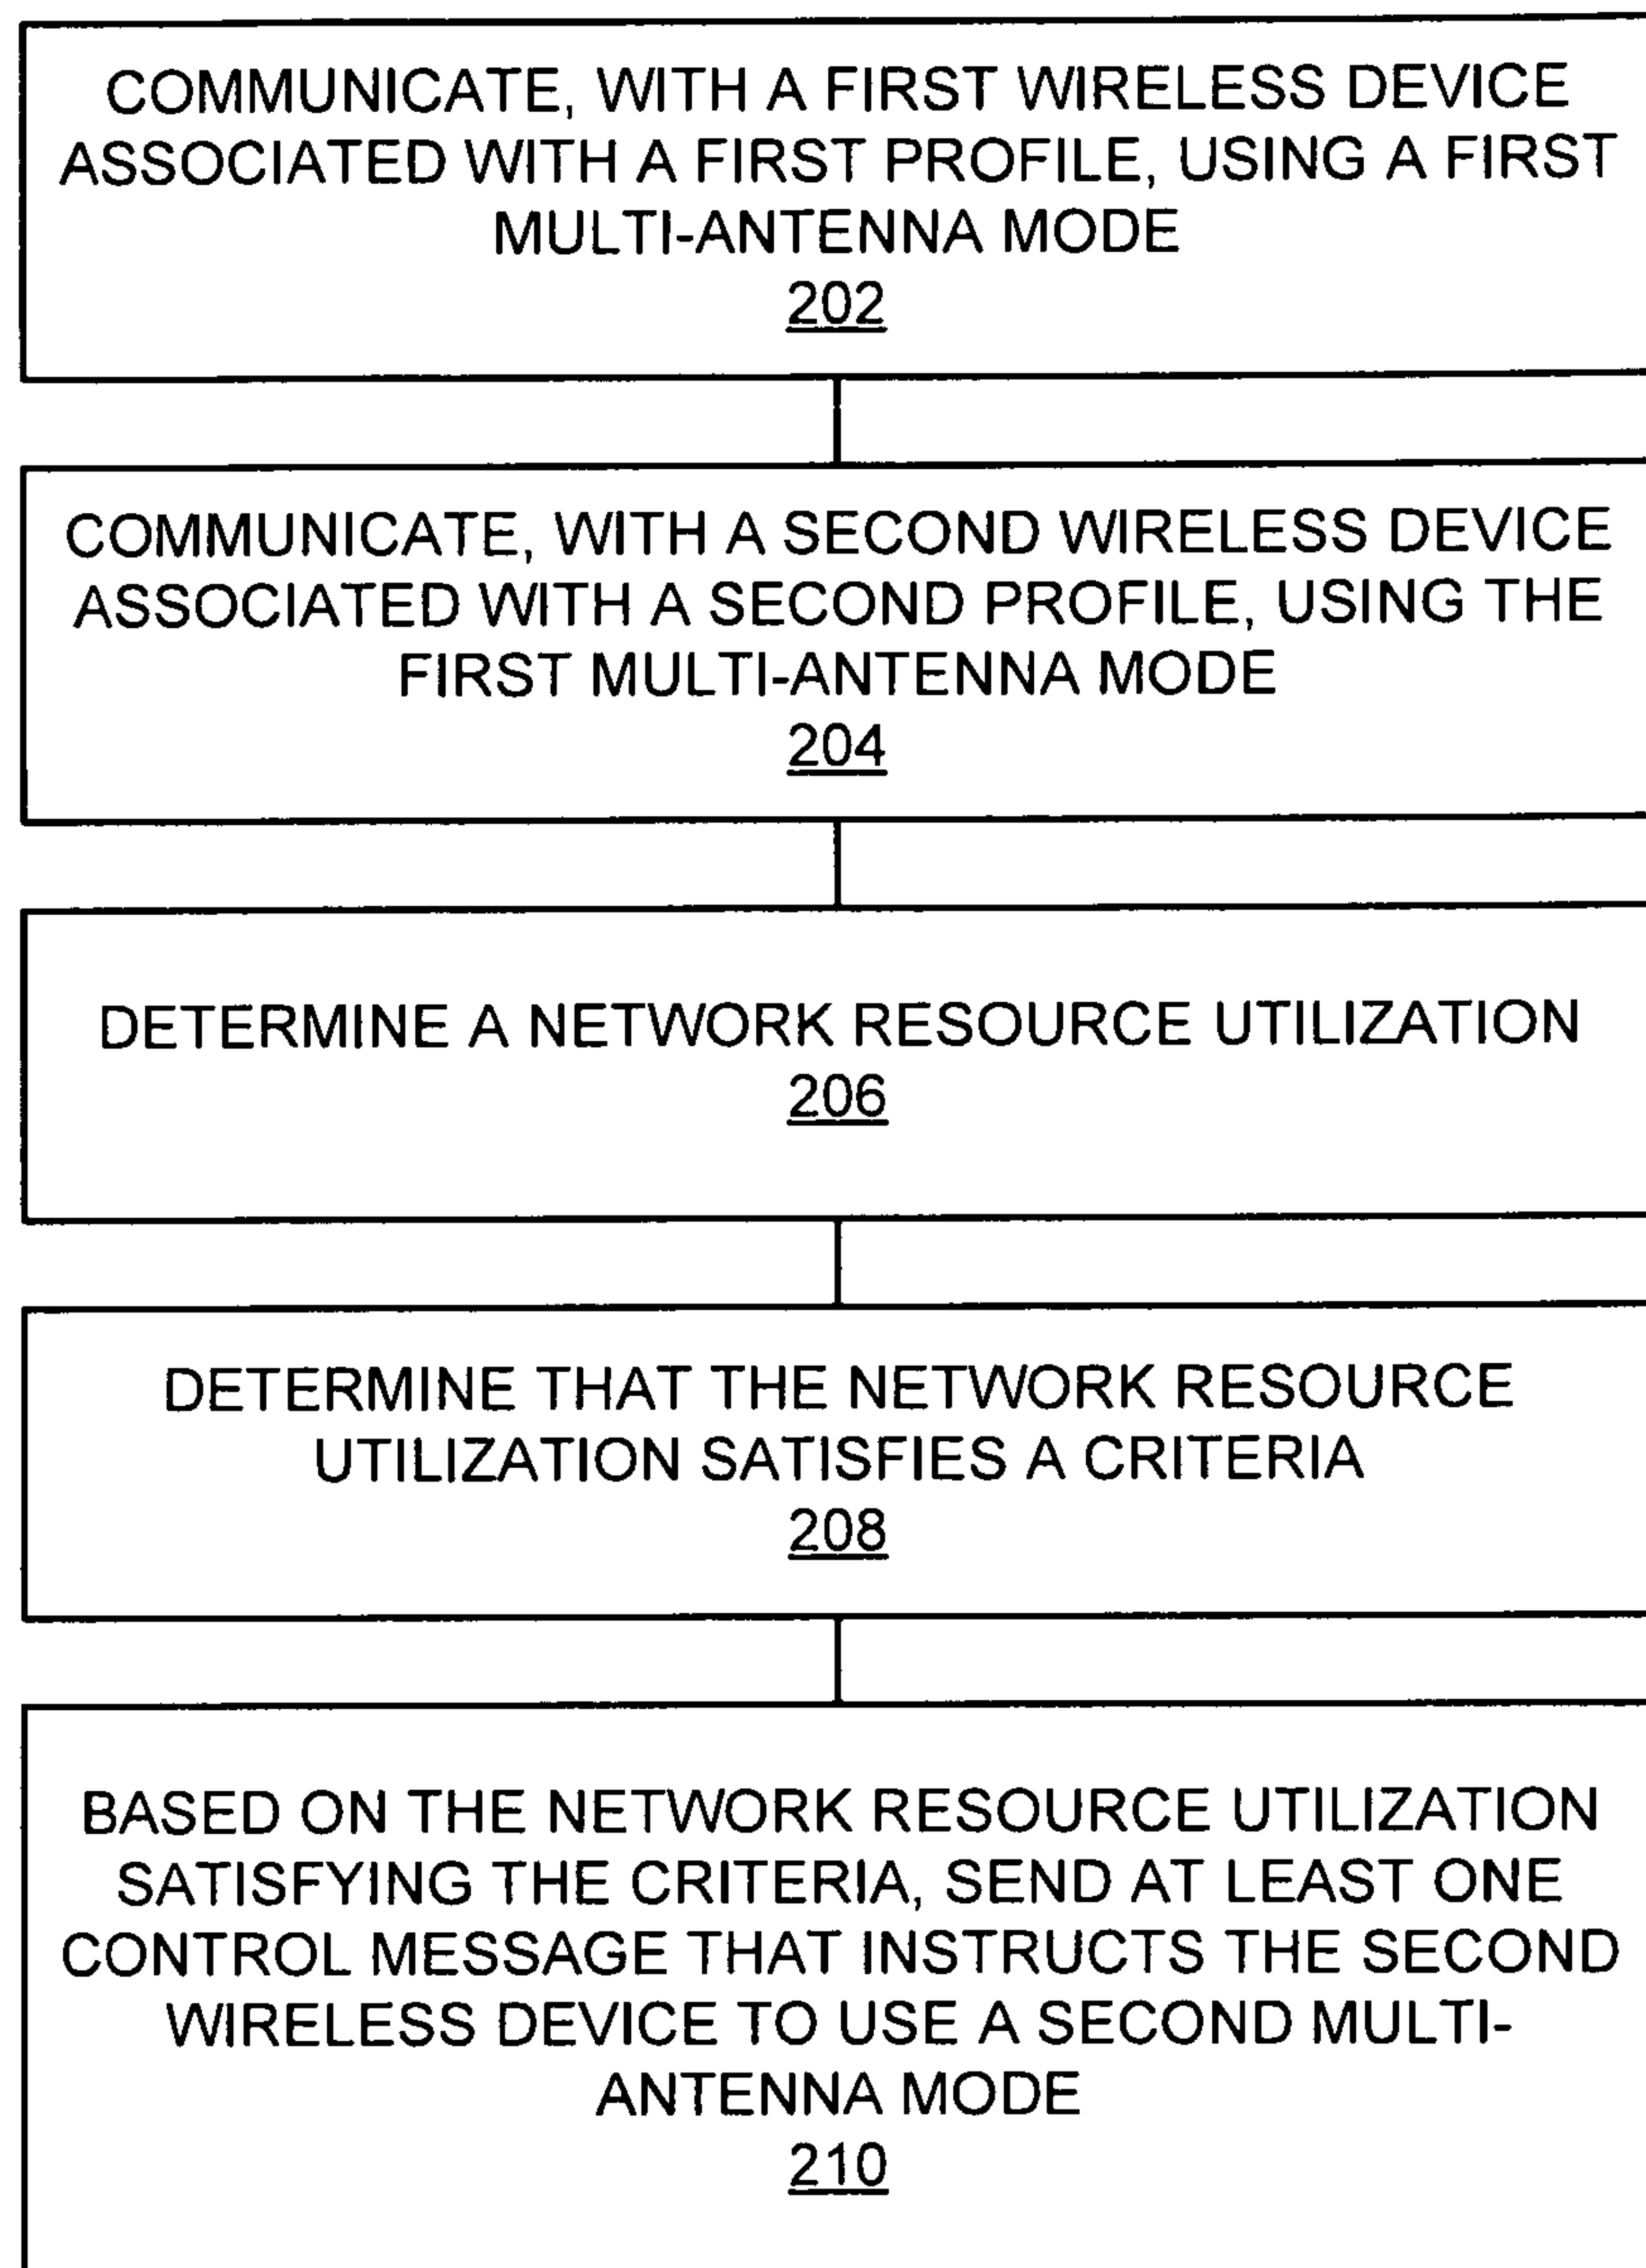 COMMUNICATE, WITH A FIRST WIRELESS DEVICE
ASSOCIATED WITH A FIRST PROFILE, USING A FIRST
MULTI-ANTENNA MODE
202
COMMUNICATE, WITH A SECOND WIRELESS DEVICE
ASSOCIATED WITH A SECOND PROFILE, USING THE
FIRST MULTI-ANTENNA MODE
204
DETERMINE A NETWORK RESOURCE UTILIZATION
206
DETERMINE THAT THE NETWORK RESOURCE
UTILIZATION SATISFIES A CRITERIA
208
BASED ON THE NETWORK RESOURCE UTILIZATION
SATISFYING THE CRITERIA, SEND AT LEAST ONE
CONTROL MESSAGE THAT INSTRUCTS THE SECOND
WIRELESS DEVICE TO USE A SECOND MULTI-
ANTENNA MODE
210